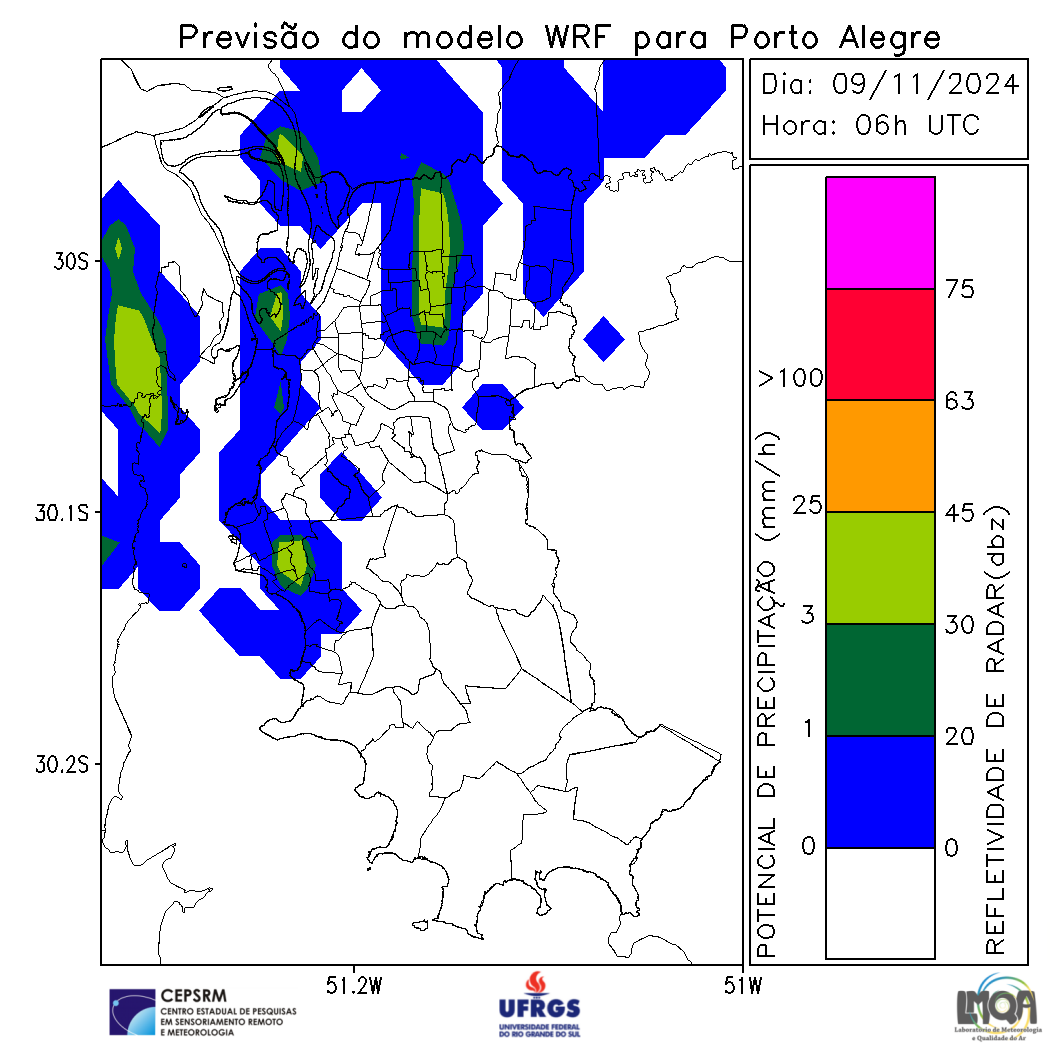 Previsão do modelo WRF para Porto Alegre
Dia: 09/11/2024
Hora: 06h UTC
30S
30.1S
30.2S
51.2W
51W
POTENCIAL DE PRECIPITAÇÃO (mm/h)
>100
25
3
1
0
75
63
45
30
20
0
REFLETIVIDADE DE RADAR(dbz)
CEPSRM
CENTRO ESTADUAL DE PESQUISAS
EM SENSORIAMENTO REMOTO
E METEOROLOGIA
UFRGS
UNIVERSIDADE FEDERAL
DO RIO GRANDE DO SUL
LMQA
Laboratório de Meteorologia
e Qualidade do Ar